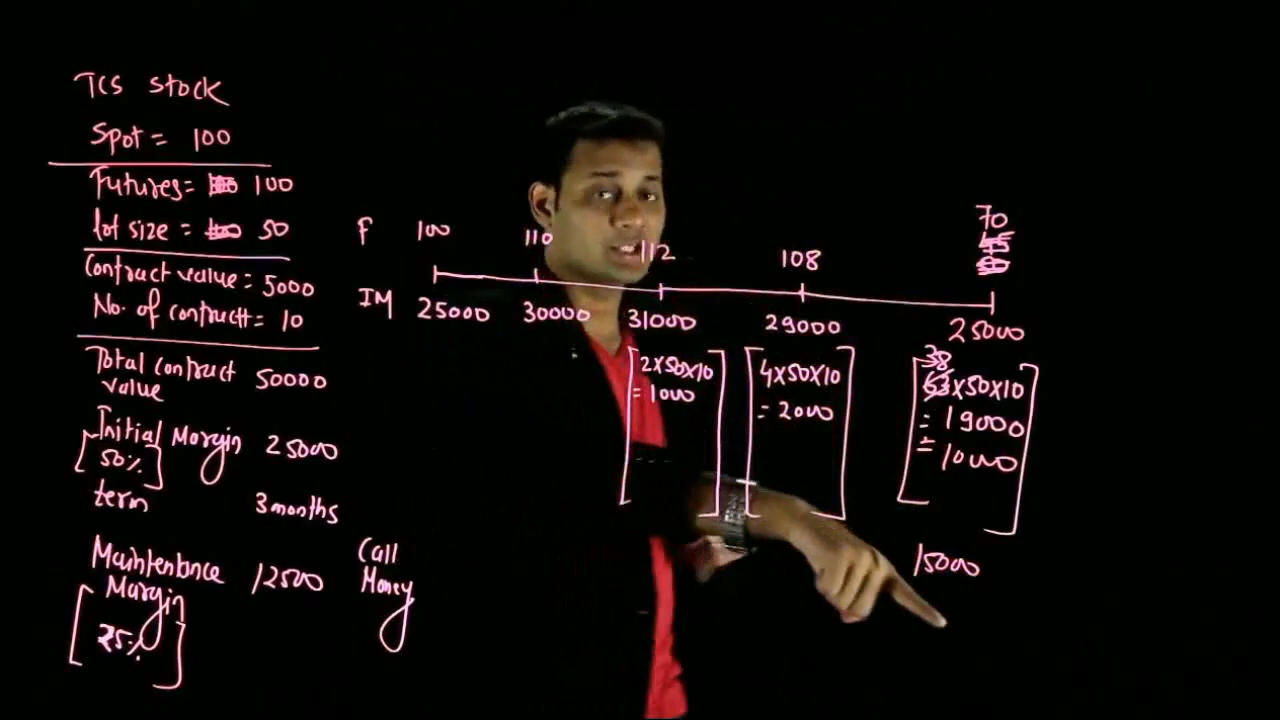 TCS stock
Spot = 100
Futures = 100
lot size = 50
Contract value = 5000
No. of contract = 10
Total contract value 50000
Initial Margin 25000
[50%]
term 3 months
Maintenance Margin 12500
[25%]
Call Money
F 100 110 112 108 70
IM 25000 30000 31000 29000 25000
2x50x10
= 1000
4x50x10
= 2000
38
x50x10
= 19000
= 1000
15000